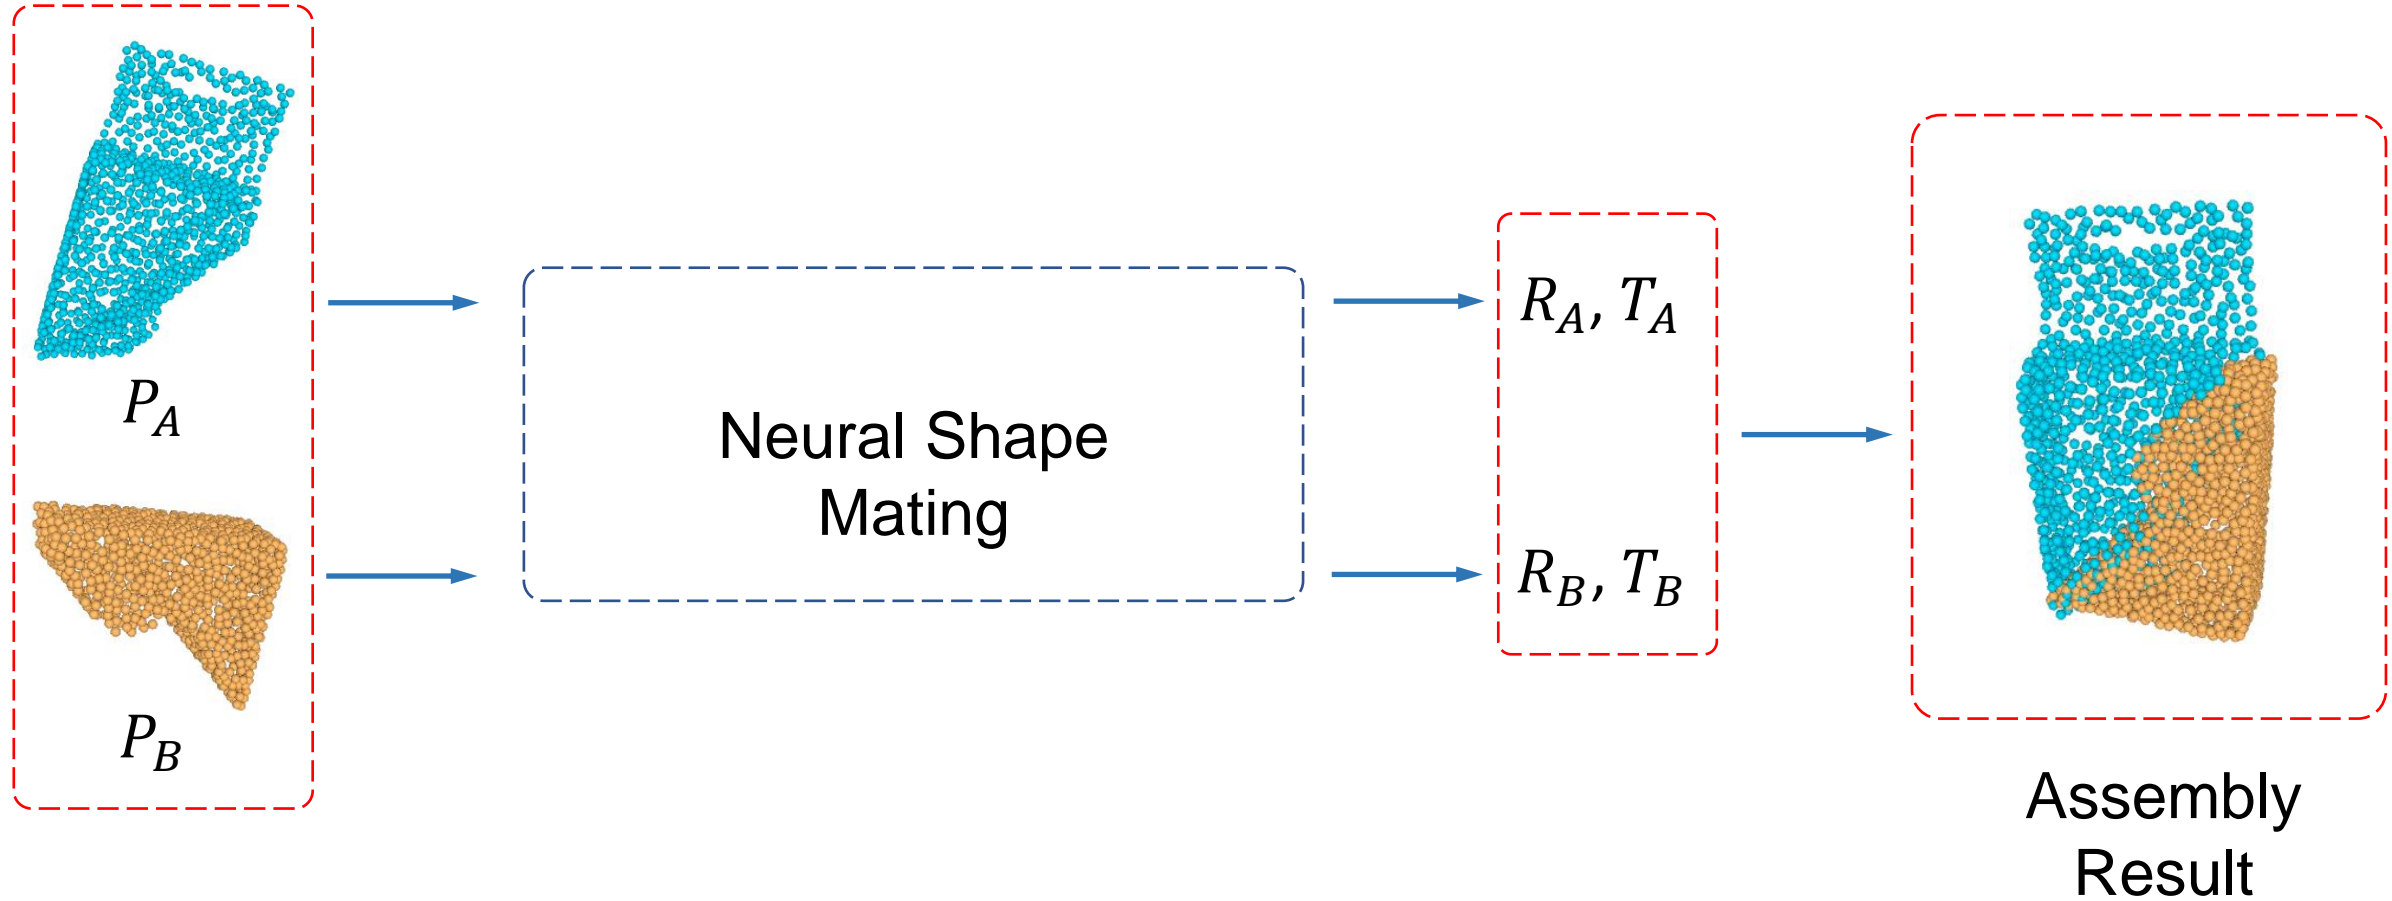 P_A
P_B
Neural Shape
Mating
R_A, T_A
R_B, T_B
Assembly
Result